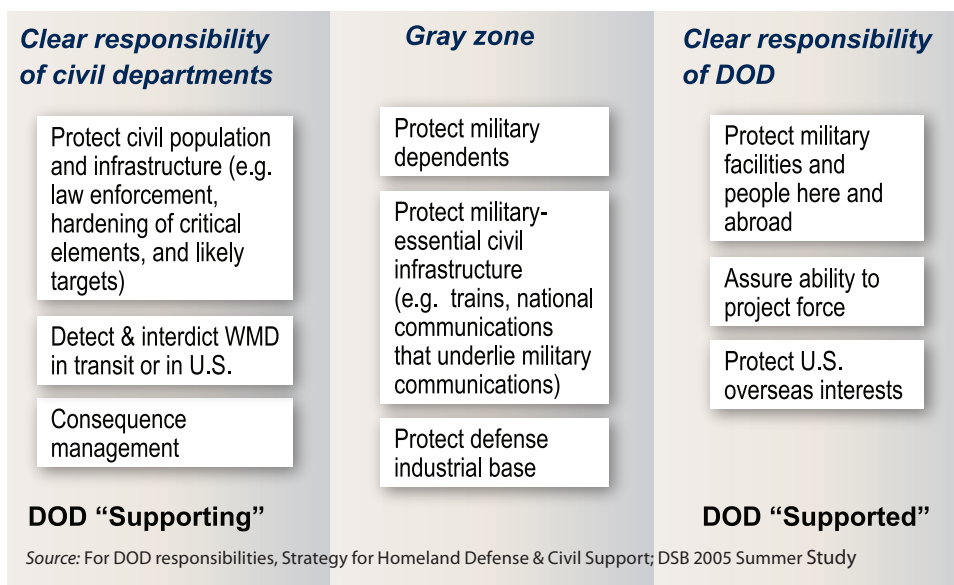 Clear responsibility
of civil departments
Protect civil population
and infrastructure (e.g.
law enforcement,
hardening of critical
elements, and likely
targets)
Detect & interdict WMD
in transit or in U.S.
Consequence
management
DOD “Supporting”
Gray zone
Protect military
dependents
Protect military-
essential civil
infrastructure
(e.g. trains, national
communications
that underlie military
communications)
Protect defense
industrial base
Clear responsibility
of DOD
Protect military
facilities and
people here and
abroad
Assure ability to
project force
Protect U.S.
overseas interests
DOD “Supported”
Source: For DOD responsibilities, Strategy for Homeland Defense & Civil Support; DSB 2005 Summer Study